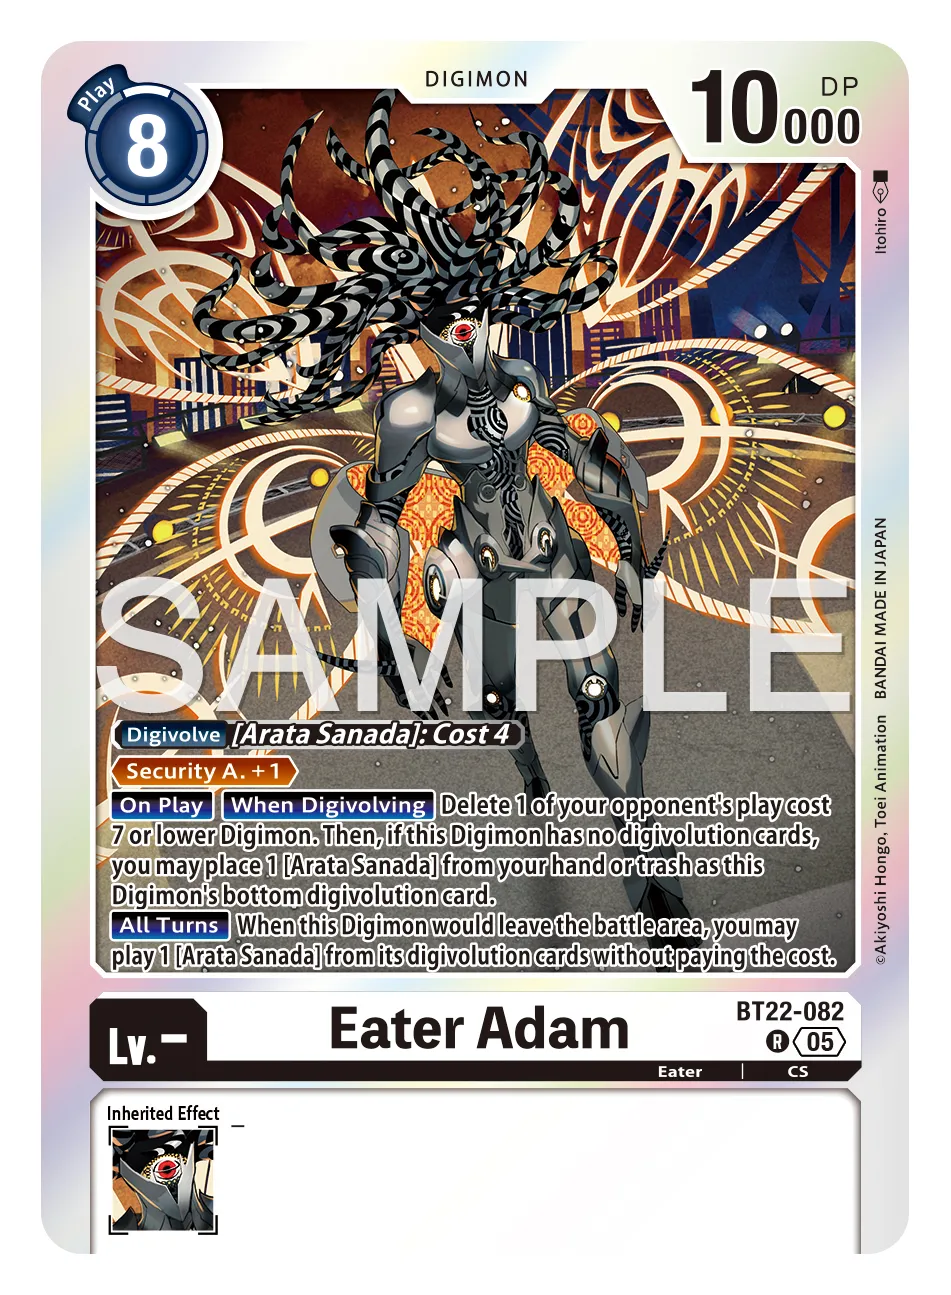 Play
8
DIGIMON
10000
DP
Itohiro
SAMPLE
Digivolve [Arata Sanada]: Cost 4
Security A. +1
On Play When Digivolving Delete 1 of your opponent's play cost
7 or lower Digimon. Then, if this Digimon has no digivolution cards,
you may place 1 [Arata Sanada] from your hand or trash as this
Digimon's bottom digivolution card.
All Turns When this Digimon would leave the battle area, you may
play 1 [Arata Sanada] from its digivolution cards without paying the cost.
©Akiyoshi Hongo, Toei Animation BANDAI MADE IN JAPAN
Lv.–
Eater Adam
BT22-082
R 05
Eater | CS
Inherited Effect –